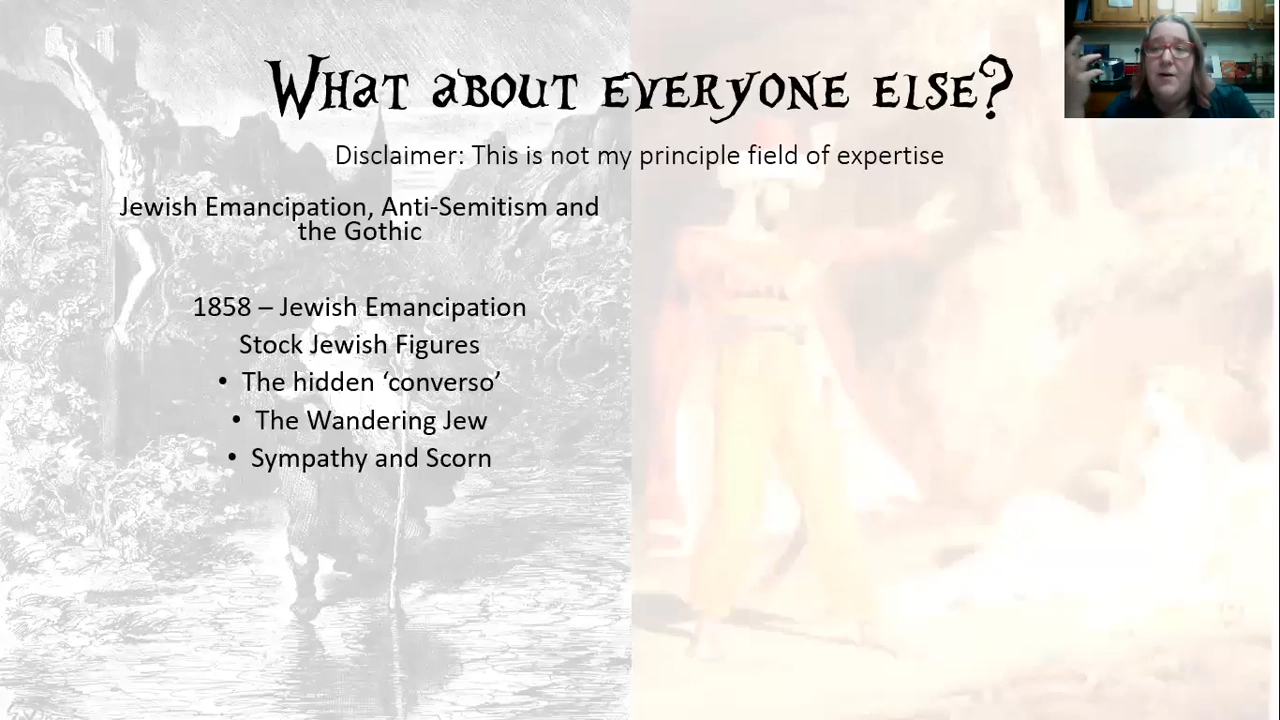 What about everyone else?
Disclaimer: This is not my principle field of expertise
Jewish Emancipation, Anti-Semitism and
the Gothic
1858 – Jewish Emancipation
Stock Jewish Figures
• The hidden ‘converso’
• The Wandering Jew
• Sympathy and Scorn